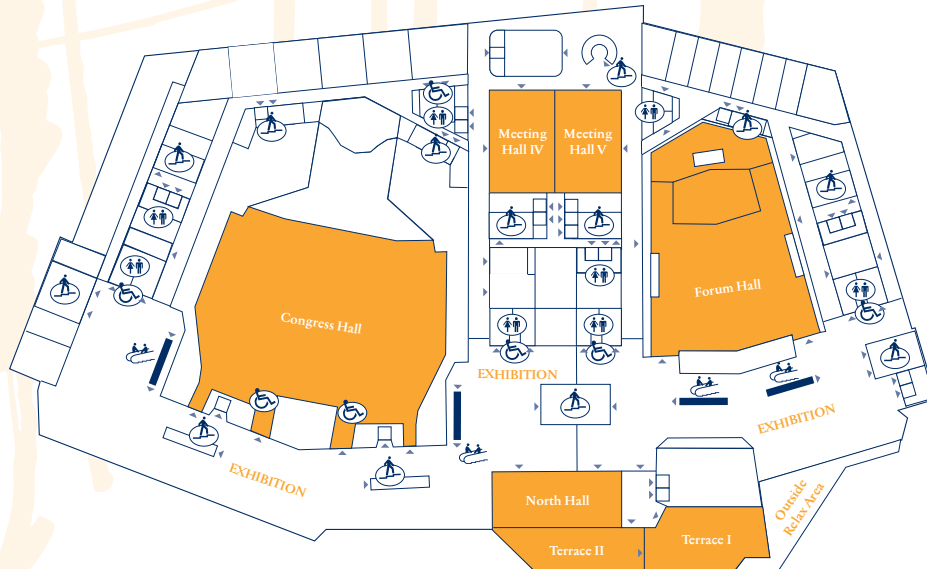 Meeting
Hall IV
Meeting
Hall V
Forum Hall
Congress Hall
EXHIBITION
EXHIBITION
EXHIBITION
North Hall
Outside
Relax Area
Terrace II
Terrace I